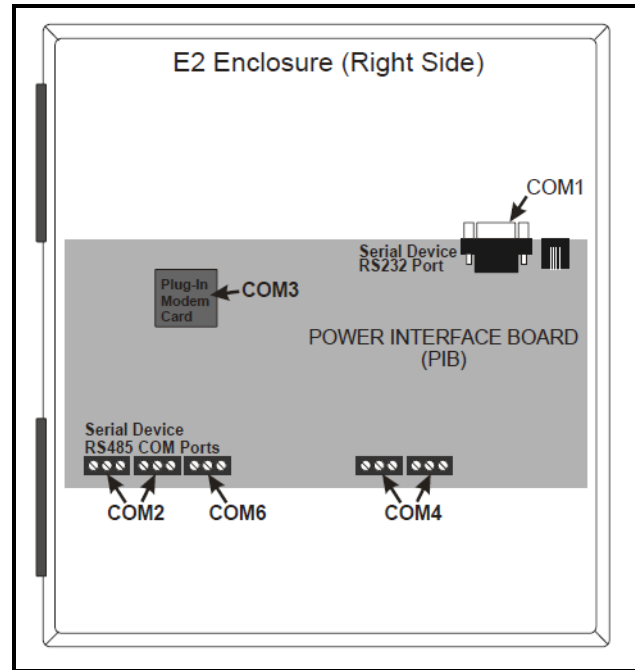 E2 Enclosure (Right Side)
COM1
Serial Device
RS232 Port
Plug-In
Modem
Card
COM3
POWER INTERFACE BOARD
(PIB)
Serial Device
RS485 COM Ports
COM2
COM6
COM4